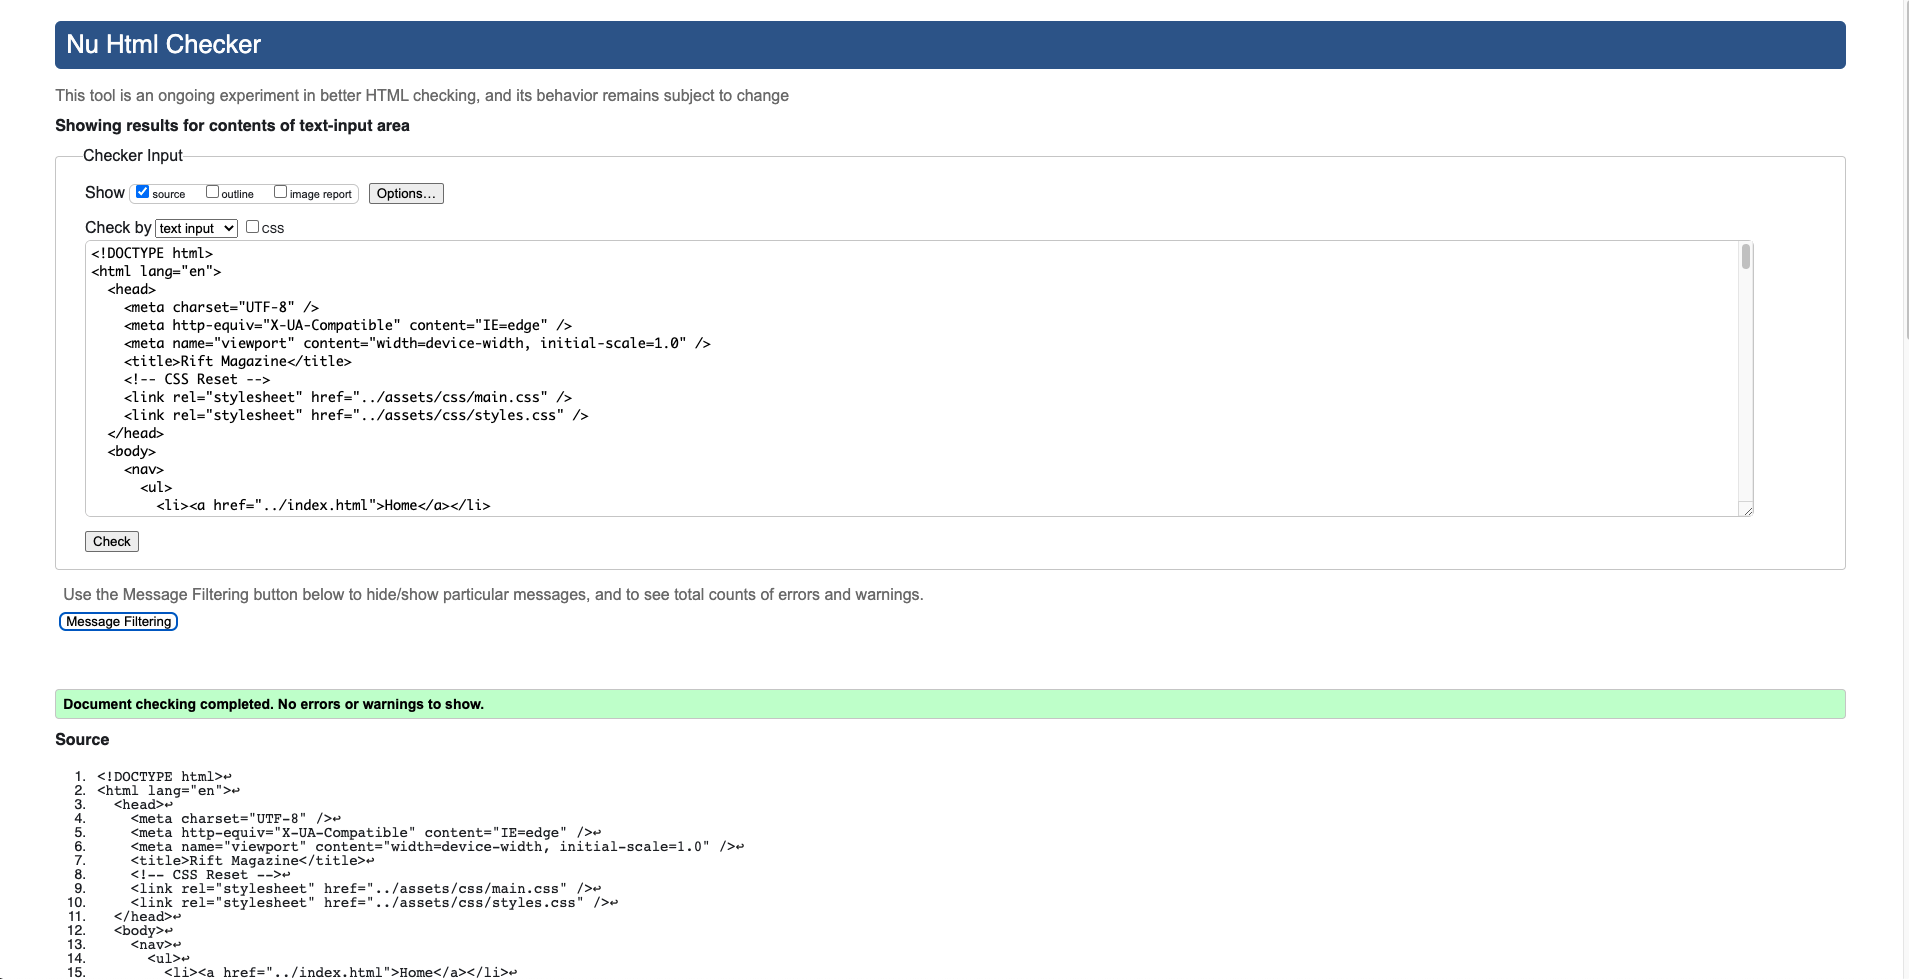 Nu Html Checker
This tool is an ongoing experiment in better HTML checking, and its behavior remains subject to change
Showing results for contents of text-input area
Checker Input
Show source outline image report Options...
Check by text input css
<!DOCTYPE html>
<html lang="en">
  <head>
    <meta charset="UTF-8" />
    <meta http-equiv="X-UA-Compatible" content="IE=edge" />
    <meta name="viewport" content="width=device-width, initial-scale=1.0" />
    <title>Rift Magazine</title>
    <!-- CSS Reset -->
    <link rel="stylesheet" href="../assets/css/main.css" />
    <link rel="stylesheet" href="../assets/css/styles.css" />
  </head>
  <body>
    <nav>
      <ul>
        <li><a href="../index.html">Home</a></li>
Check
Use the Message Filtering button below to hide/show particular messages, and to see total counts of errors and warnings.
Message Filtering
Document checking completed. No errors or warnings to show.
Source
1. <!DOCTYPE html>↩
2. <html lang="en">↩
3.   <head>↩
4.     <meta charset="UTF-8" />↩
5.     <meta http-equiv="X-UA-Compatible" content="IE=edge" />↩
6.     <meta name="viewport" content="width=device-width, initial-scale=1.0" />↩
7.     <title>Rift Magazine</title>↩
8.     <!-- CSS Reset -->↩
9.     <link rel="stylesheet" href="../assets/css/main.css" />↩
10.     <link rel="stylesheet" href="../assets/css/styles.css" />↩
11.   </head>↩
12.   <body>↩
13.     <nav>↩
14.       <ul>↩
15.         <li><a href="../index.html">Home</a></li>↩